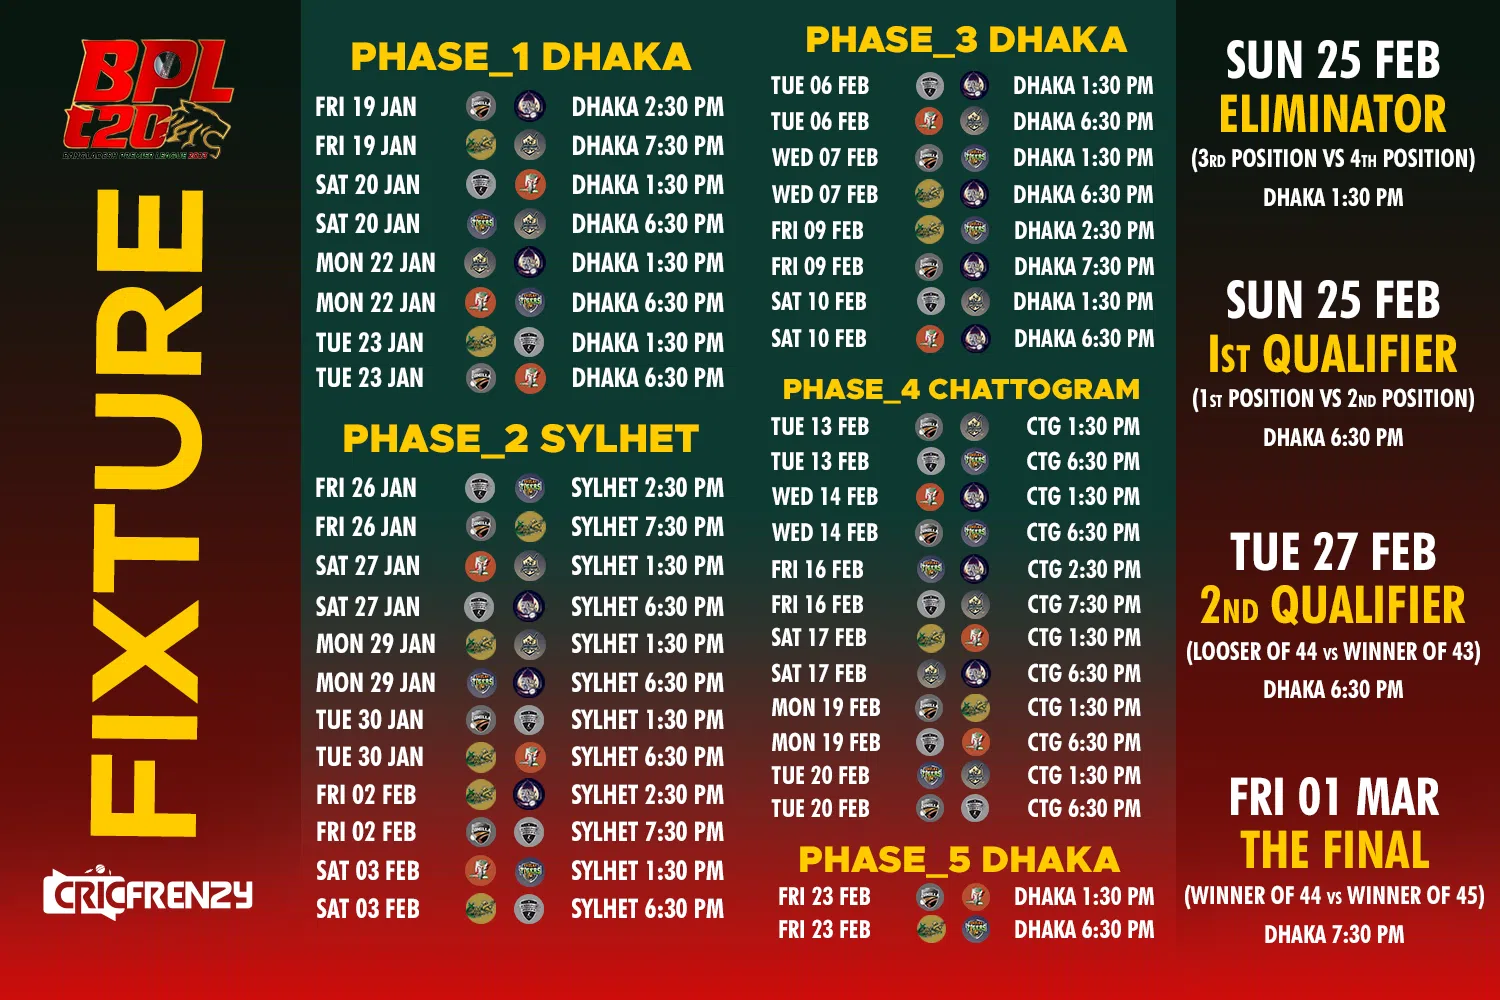 BPL
t20
BANGLADESH PREMIER LEAGUE
FIXTURE
CRICFRENZY
PHASE_1 DHAKA
FRI 19 JAN DHAKA 2:30 PM
FRI 19 JAN DHAKA 7:30 PM
SAT 20 JAN DHAKA 1:30 PM
SAT 20 JAN DHAKA 6:30 PM
MON 22 JAN DHAKA 1:30 PM
MON 22 JAN DHAKA 6:30 PM
TUE 23 JAN DHAKA 1:30 PM
TUE 23 JAN DHAKA 6:30 PM
PHASE_2 SYLHET
FRI 26 JAN SYLHET 2:30 PM
FRI 26 JAN SYLHET 7:30 PM
SAT 27 JAN SYLHET 1:30 PM
SAT 27 JAN SYLHET 6:30 PM
MON 29 JAN SYLHET 1:30 PM
MON 29 JAN SYLHET 6:30 PM
TUE 30 JAN SYLHET 1:30 PM
TUE 30 JAN SYLHET 6:30 PM
FRI 02 FEB SYLHET 2:30 PM
FRI 02 FEB SYLHET 7:30 PM
SAT 03 FEB SYLHET 1:30 PM
SAT 03 FEB SYLHET 6:30 PM
PHASE_3 DHAKA
TUE 06 FEB DHAKA 1:30 PM
TUE 06 FEB DHAKA 6:30 PM
WED 07 FEB DHAKA 1:30 PM
WED 07 FEB DHAKA 6:30 PM
FRI 09 FEB DHAKA 2:30 PM
FRI 09 FEB DHAKA 7:30 PM
SAT 10 FEB DHAKA 1:30 PM
SAT 10 FEB DHAKA 6:30 PM
PHASE_4 CHATTOGRAM
TUE 13 FEB CTG 1:30 PM
TUE 13 FEB CTG 6:30 PM
WED 14 FEB CTG 1:30 PM
WED 14 FEB CTG 6:30 PM
FRI 16 FEB CTG 2:30 PM
FRI 16 FEB CTG 7:30 PM
SAT 17 FEB CTG 1:30 PM
SAT 17 FEB CTG 6:30 PM
MON 19 FEB CTG 1:30 PM
MON 19 FEB CTG 6:30 PM
TUE 20 FEB CTG 1:30 PM
TUE 20 FEB CTG 6:30 PM
PHASE_5 DHAKA
FRI 23 FEB DHAKA 1:30 PM
FRI 23 FEB DHAKA 6:30 PM
SUN 25 FEB
ELIMINATOR
(3RD POSITION VS 4TH POSITION)
DHAKA 1:30 PM
SUN 25 FEB
IST QUALIFIER
(1ST POSITION VS 2ND POSITION)
DHAKA 6:30 PM
TUE 27 FEB
2ND QUALIFIER
(LOOSER OF 44 VS WINNER OF 43)
DHAKA 6:30 PM
FRI 01 MAR
THE FINAL
(WINNER OF 44 VS WINNER OF 45)
DHAKA 7:30 PM